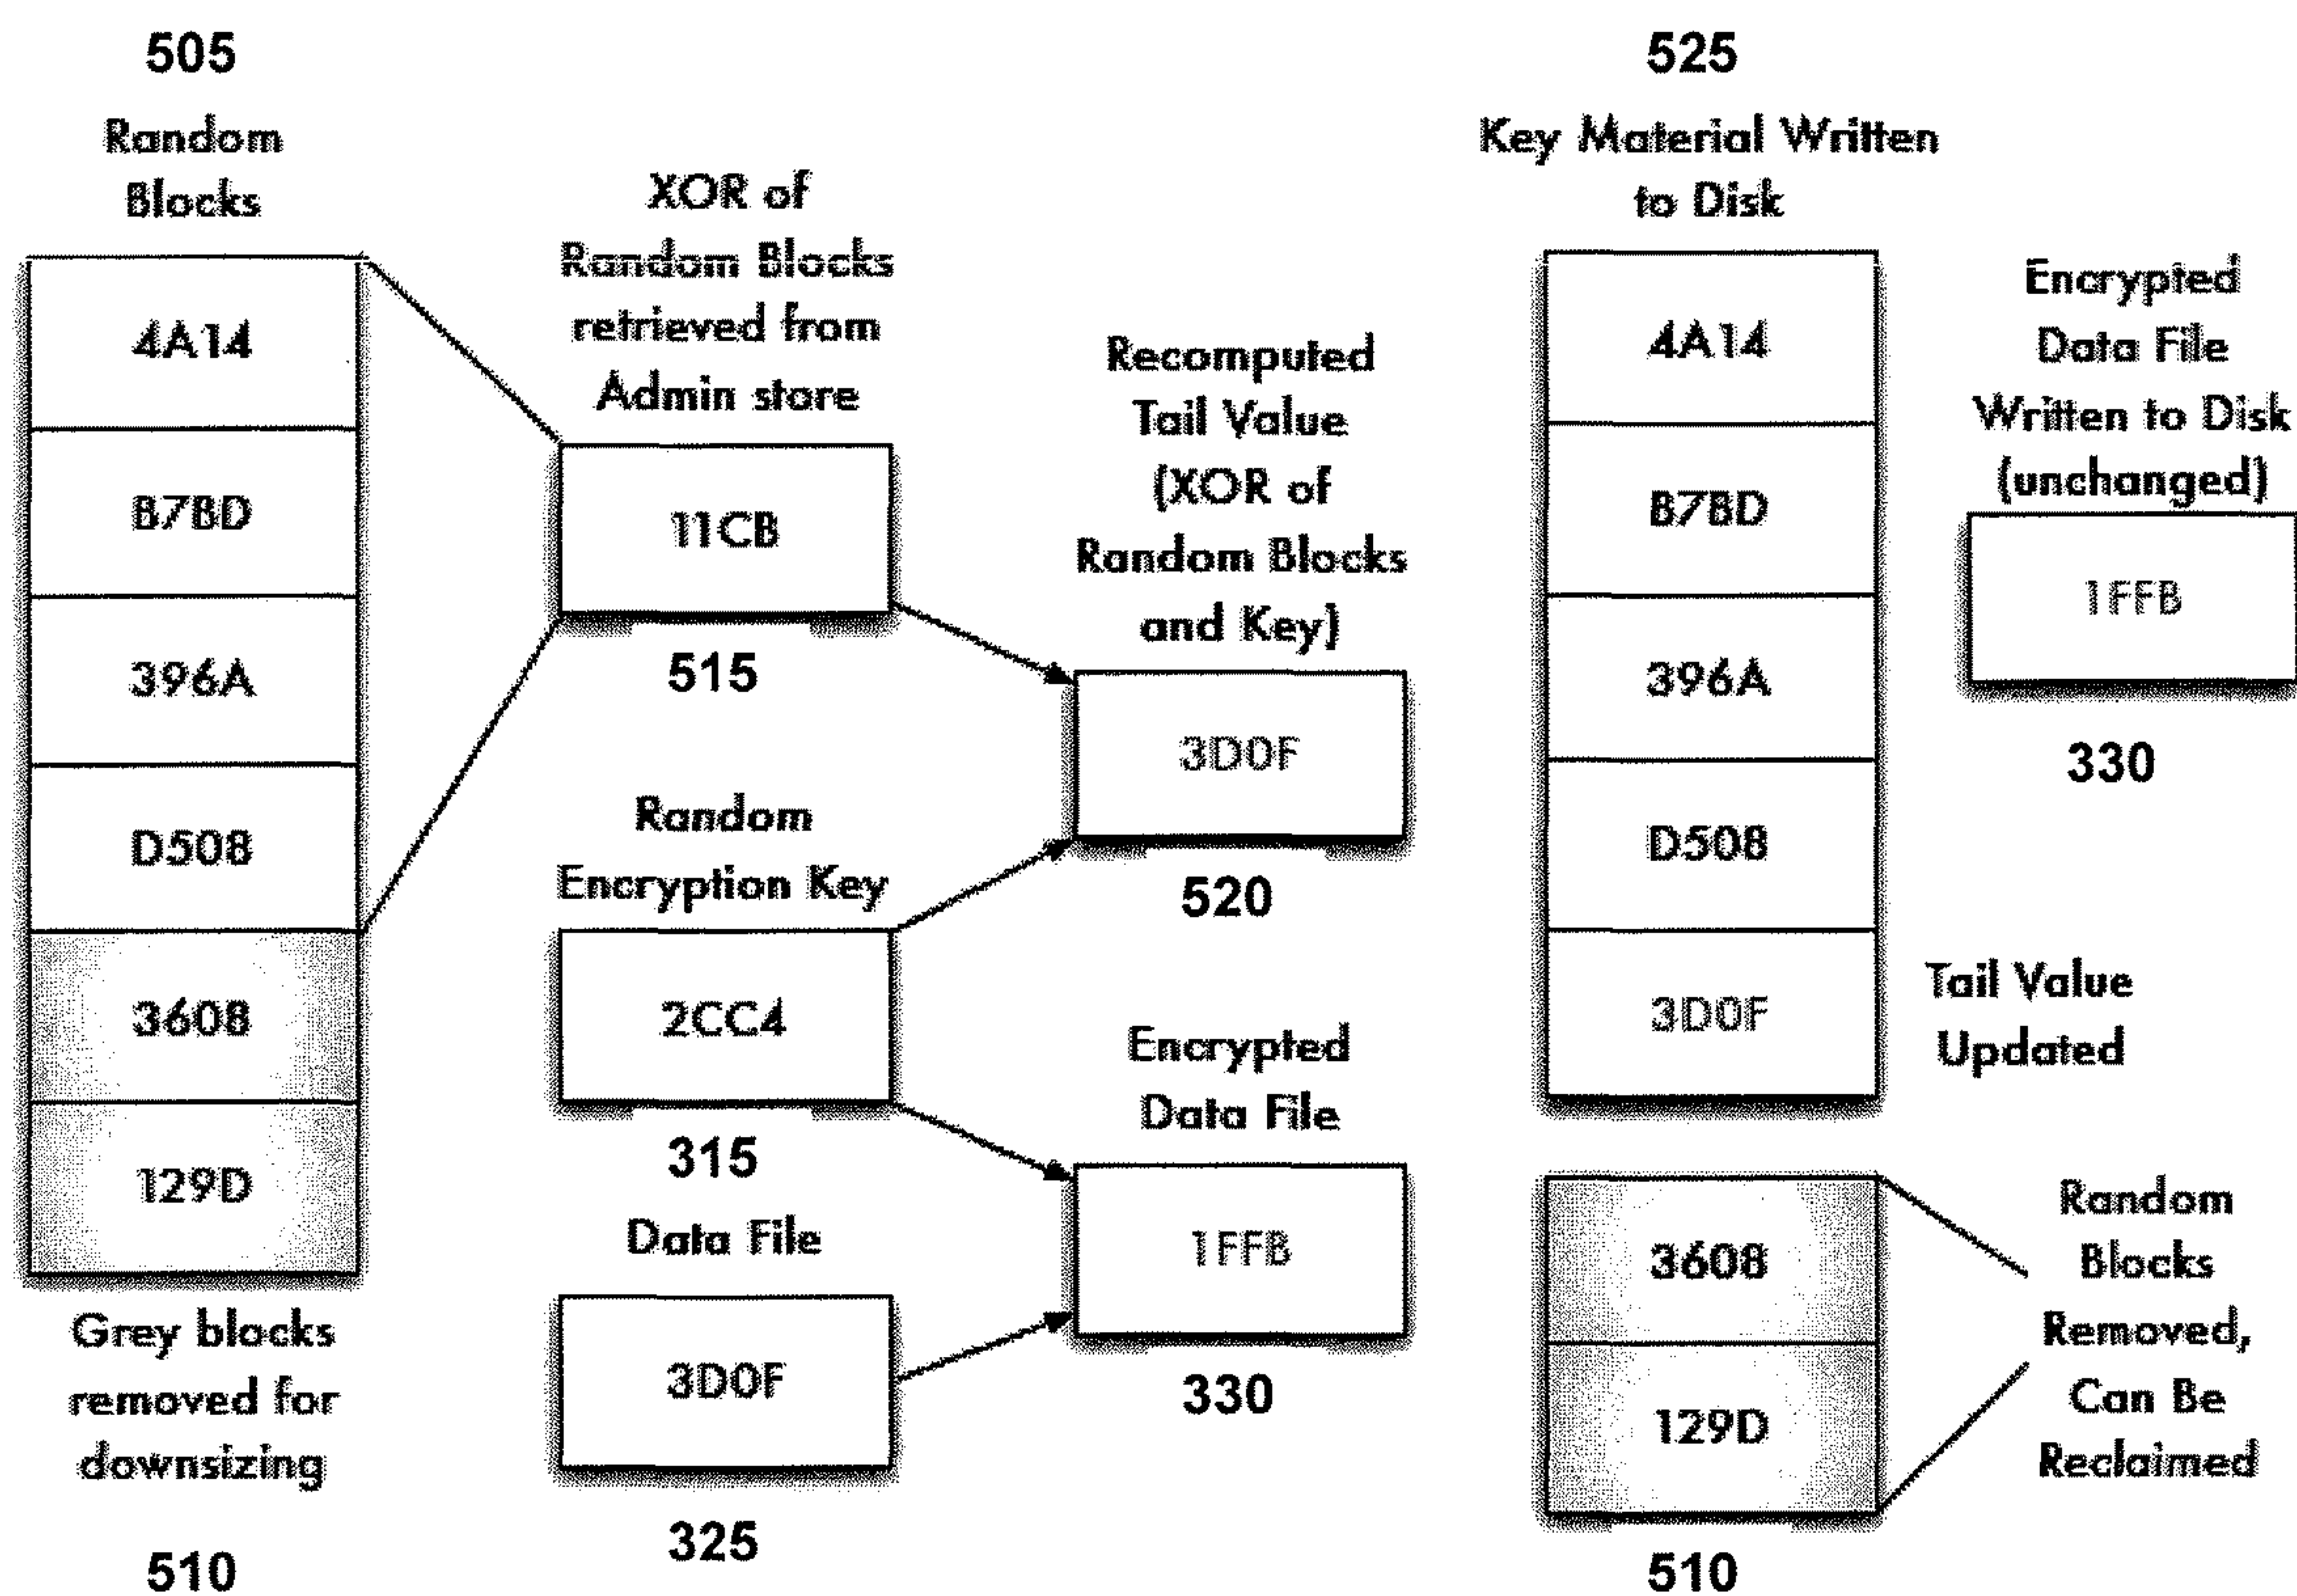 505
Random
Blocks
4A14
B7BD
396A
D508
3608
129D
Grey blocks
removed for
downsizing
510
XOR of
Random Blocks
retrieved from
Admin store
11CB
515
Random
Encryption Key
2CC4
315
Data File
3D0F
325
Recomputed
Tail Value
(XOR of
Random Blocks
and Key)
3D0F
520
Encrypted
Data File
1FFB
330
525
Key Material Written
to Disk
4A14
B7BD
396A
D508
3D0F
Tail Value
Updated
3608
129D
510
Random
Blocks
Removed,
Can Be
Reclaimed
Encrypted
Data File
Written to Disk
(unchanged)
1FFB
330